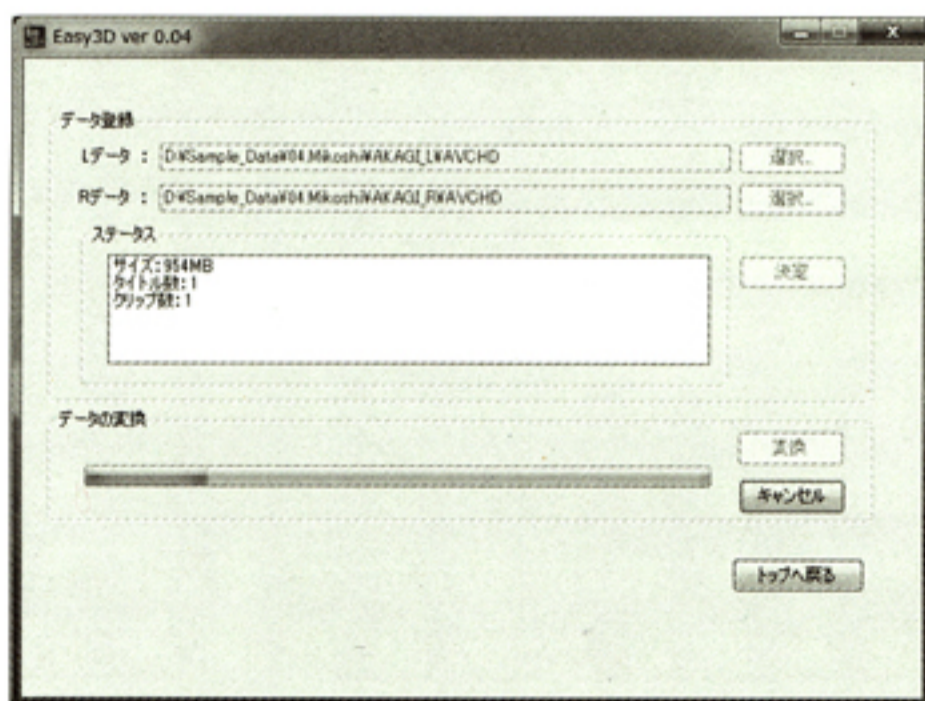 Easy3D ver 0.04
データ登録
Lデータ : D:¥Sample_Data¥04.Mikoshi¥AKAGI_L¥AVCHD 選択..
Rデータ : D:¥Sample_Data¥04.Mikoshi¥AKAGI_R¥AVCHD 選択..
ステータス
サイズ:954MB
タイトル数:1
クリップ数:1
決定
データの変換
変換
キャンセル
トップへ戻る